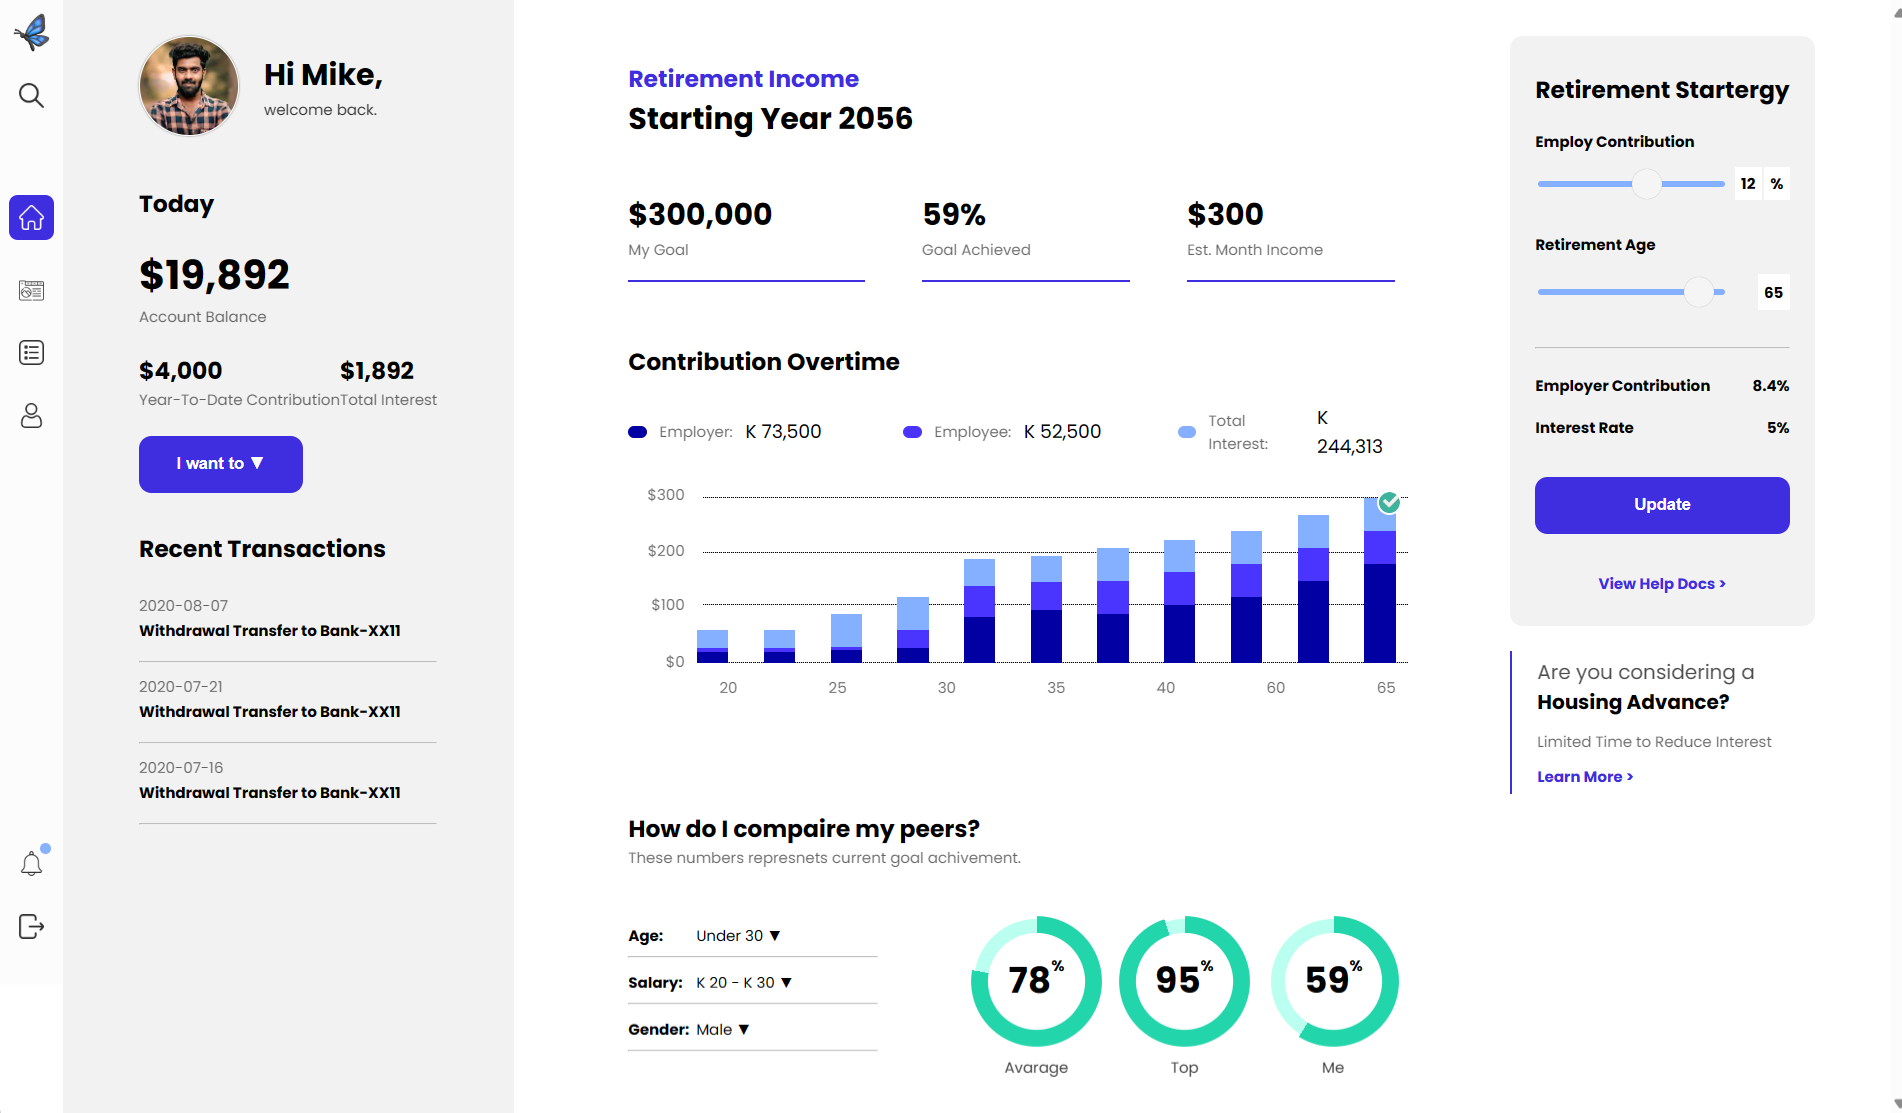 Hi Mike,
welcome back.
Today
$19,892
Account Balance
$4,000
Year-To-Date Contribution
$1,892
Total Interest
I want to ▼
Recent Transactions
2020-08-07
Withdrawal Transfer to Bank-XX11
2020-07-21
Withdrawal Transfer to Bank-XX11
2020-07-16
Withdrawal Transfer to Bank-XX11
Retirement Income
Starting Year 2056
$300,000
My Goal
59%
Goal Achieved
$300
Est. Month Income
Contribution Overtime
Employer: K 73,500
Employee: K 52,500
Total
Interest:
K
244,313
$300
$200
$100
$0
20 25 30 35 40 60 65
How do I compaire my peers?
These numbers represnets current goal achivement.
Age: Under 30 ▼
Salary: K 20 - K 30 ▼
Gender: Male ▼
78%
Avarage
95%
Top
59%
Me
Retirement Startergy
Employ Contribution
12 %
Retirement Age
65
Employer Contribution 8.4%
Interest Rate 5%
Update
View Help Docs >
Are you considering a
Housing Advance?
Limited Time to Reduce Interest
Learn More >